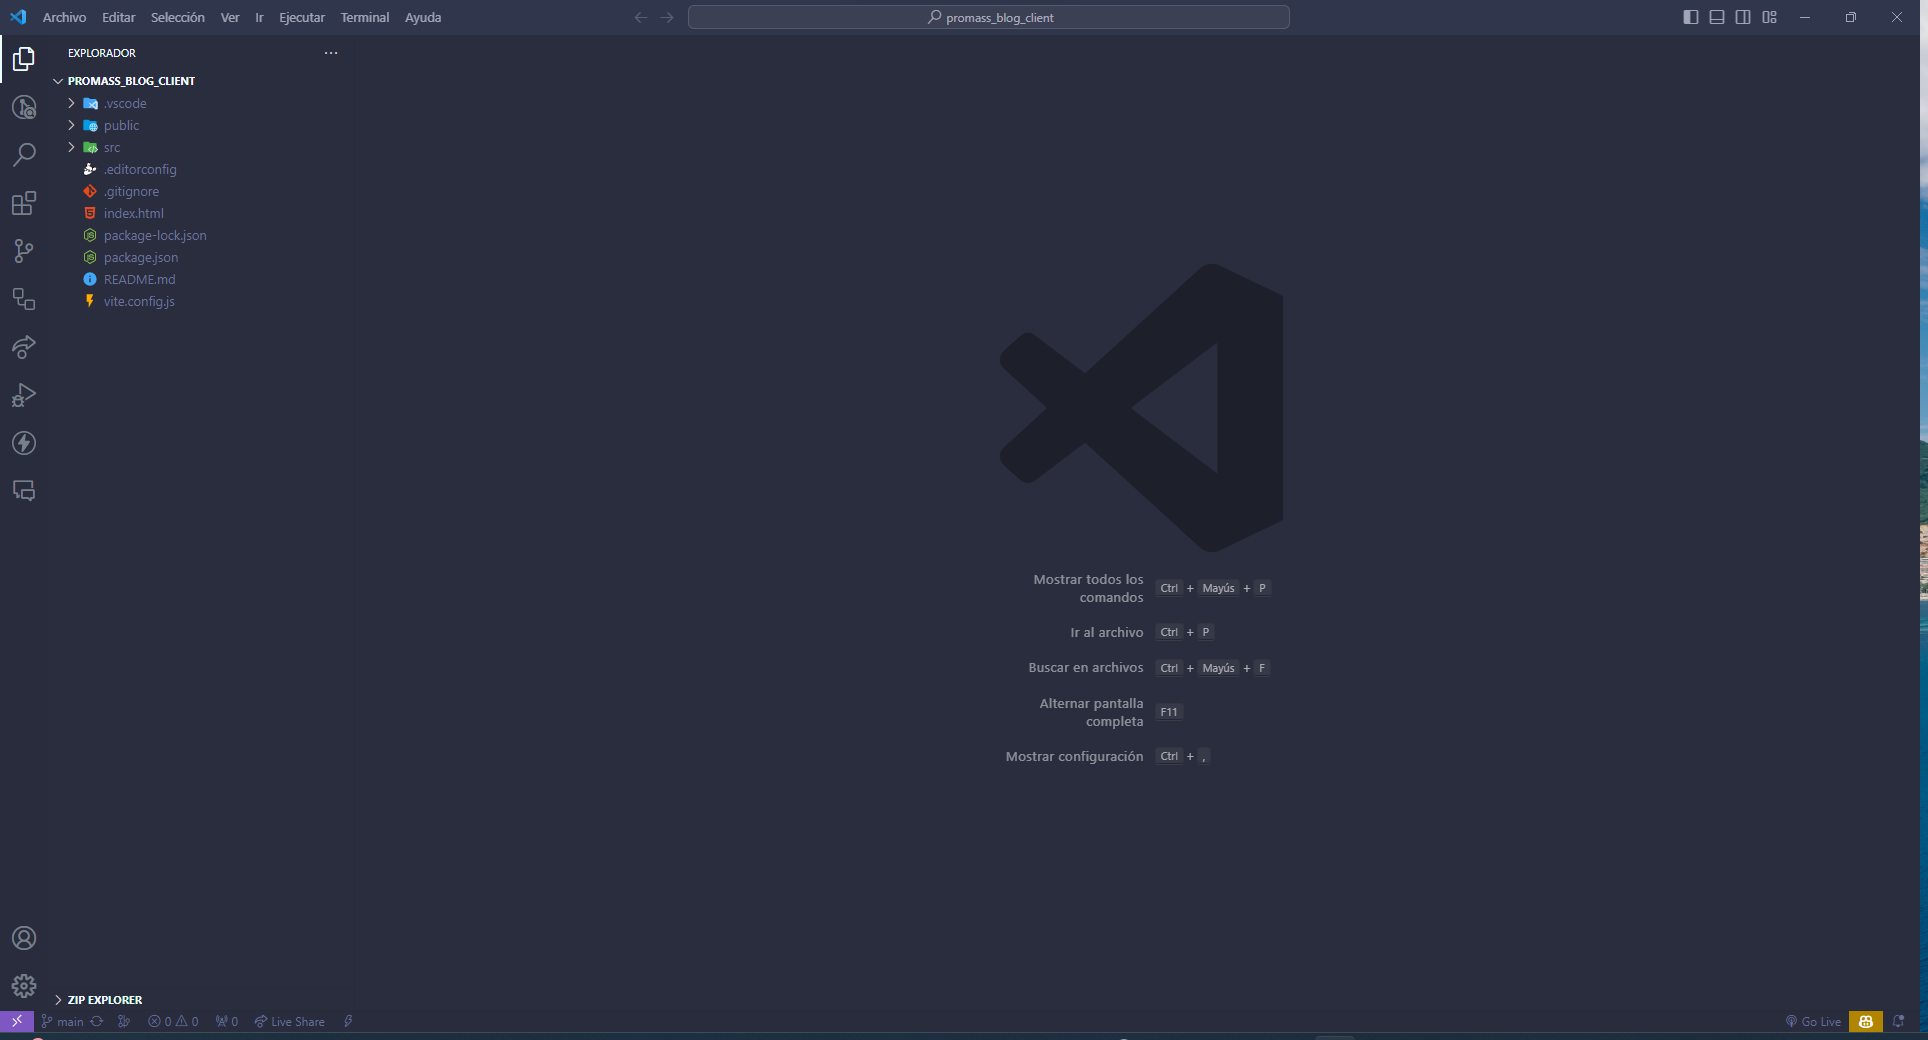 Archivo Editar Selección Ver Ir Ejecutar Terminal Ayuda promass_blog_client
EXPLORADOR
PROMASS_BLOG_CLIENT
.vscode
public
src
.editorconfig
.gitignore
index.html
package-lock.json
package.json
README.md
vite.config.js
Mostrar todos los
comandos
Ctrl + Mayús + P
Ir al archivo Ctrl + P
Buscar en archivos Ctrl + Mayús + F
Alternar pantalla
completa
F11
Mostrar configuración Ctrl + ,
ZIP EXPLORER
main 0 0 0 Live Share Go Live